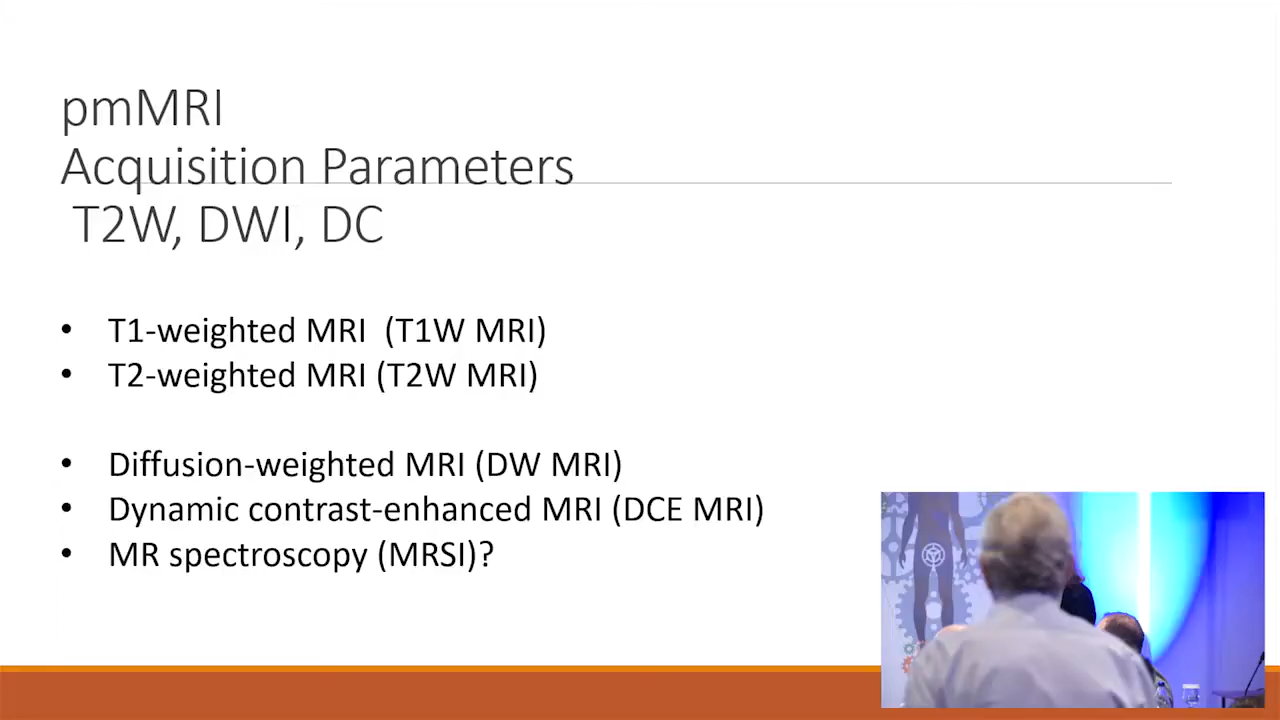 pmMRI
Acquisition Parameters
T2W, DWI, DC
• T1-weighted MRI (T1W MRI)
• T2-weighted MRI (T2W MRI)
• Diffusion-weighted MRI (DW MRI)
• Dynamic contrast-enhanced MRI (DCE MRI)
• MR spectroscopy (MRSI)?